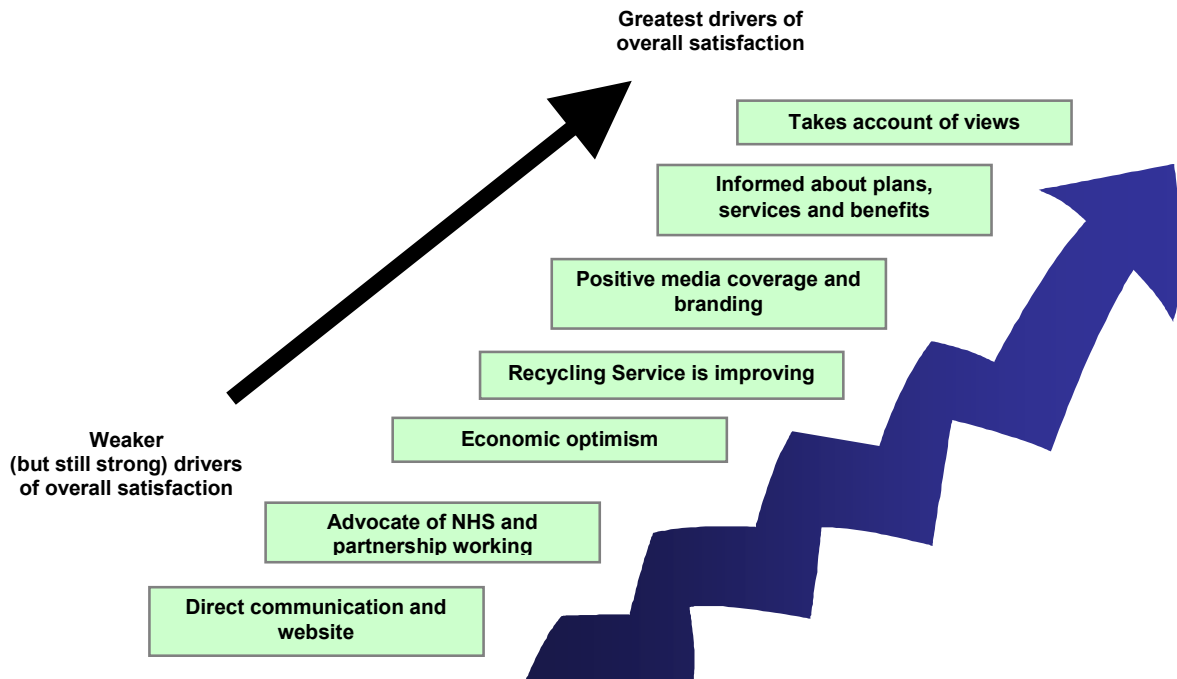 Greatest drivers of
overall satisfaction
Takes account of views
Informed about plans,
services and benefits
Positive media coverage and
branding
Recycling Service is improving
Economic optimism
Weaker
(but still strong) drivers
of overall satisfaction
Advocate of NHS and
partnership working
Direct communication and
website